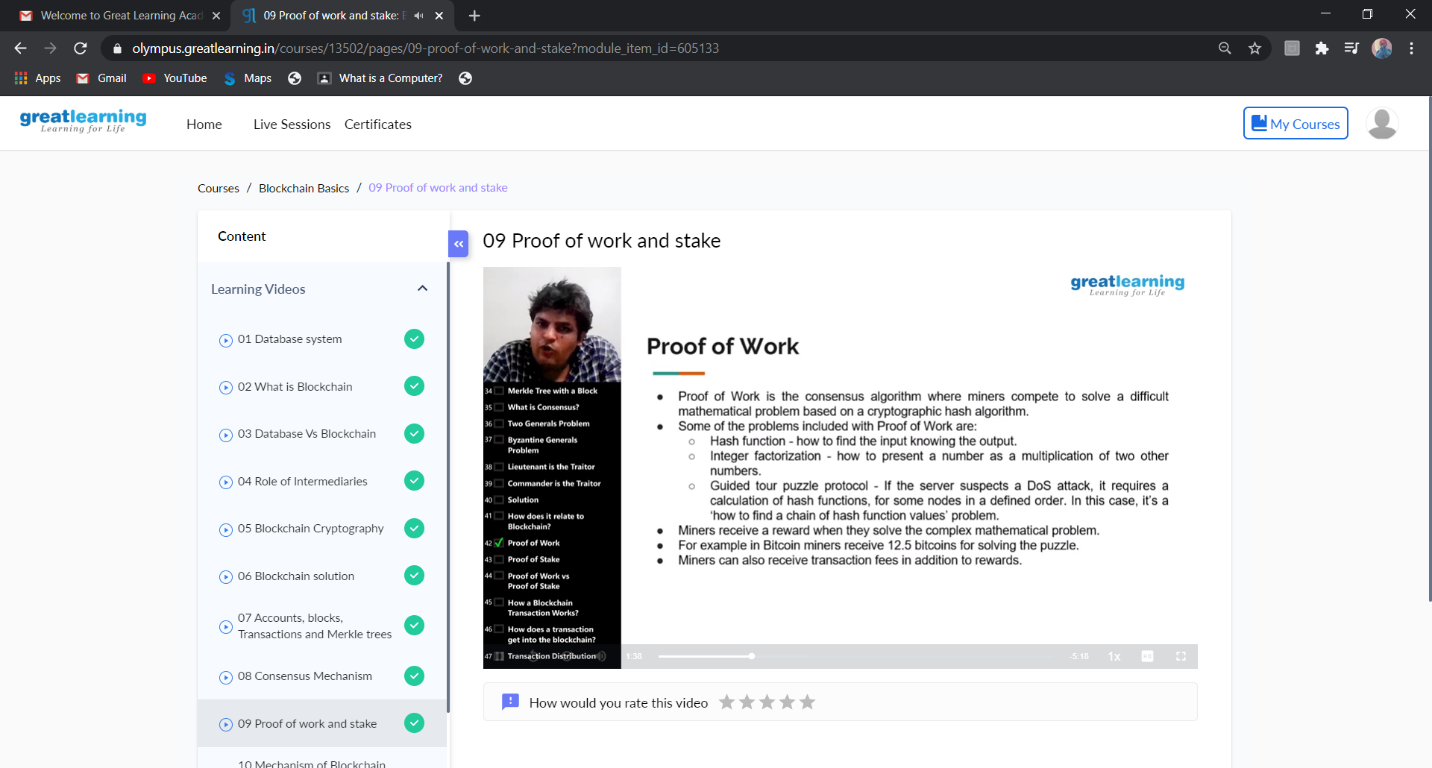 Welcome to Great Learning Acad
09 Proof of work and stake: B
olympus.greatlearning.in/courses/13502/pages/09-proof-of-work-and-stake?module_item_id=605133
Apps
Gmail
YouTube
Maps
What is a Computer?
greatlearning
Learning for Life
Home
Live Sessions
Certificates
My Courses
Courses / Blockchain Basics / 09 Proof of work and stake
Content
Learning Videos
01 Database system
02 What is Blockchain
03 Database Vs Blockchain
04 Role of Intermediaries
05 Blockchain Cryptography
06 Blockchain solution
07 Accounts, blocks,
Transactions and Merkle trees
08 Consensus Mechanism
09 Proof of work and stake
10 Mechanism of Blockchain
09 Proof of work and stake
34 Merkle Tree with a Block
35 What is Consensus?
36 Two Generals Problem
37 Byzantine Generals
Problem
38 Lieutenant is the Traitor
39 Commander is the Traitor
40 Solution
41 How does it relate to
Blockchain?
42 Proof of Work
43 Proof of Stake
44 Proof of Work vs
Proof of Stake
45 How a Blockchain
Transaction Works?
46 How does a transaction
get into the blockchain?
47 Transaction Distribution
greatlearning
Learning for Life
Proof of Work
• Proof of Work is the consensus algorithm where miners compete to solve a difficult
mathematical problem based on a cryptographic hash algorithm.
• Some of the problems included with Proof of Work are:
○ Hash function - how to find the input knowing the output.
○ Integer factorization - how to present a number as a multiplication of two other
numbers.
○ Guided tour puzzle protocol - If the server suspects a DoS attack, it requires a
calculation of hash functions, for some nodes in a defined order. In this case, it's a
'how to find a chain of hash function values' problem.
• Miners receive a reward when they solve the complex mathematical problem.
• For example in Bitcoin miners receive 12.5 bitcoins for solving the puzzle.
• Miners can also receive transaction fees in addition to rewards.
1x
How would you rate this video